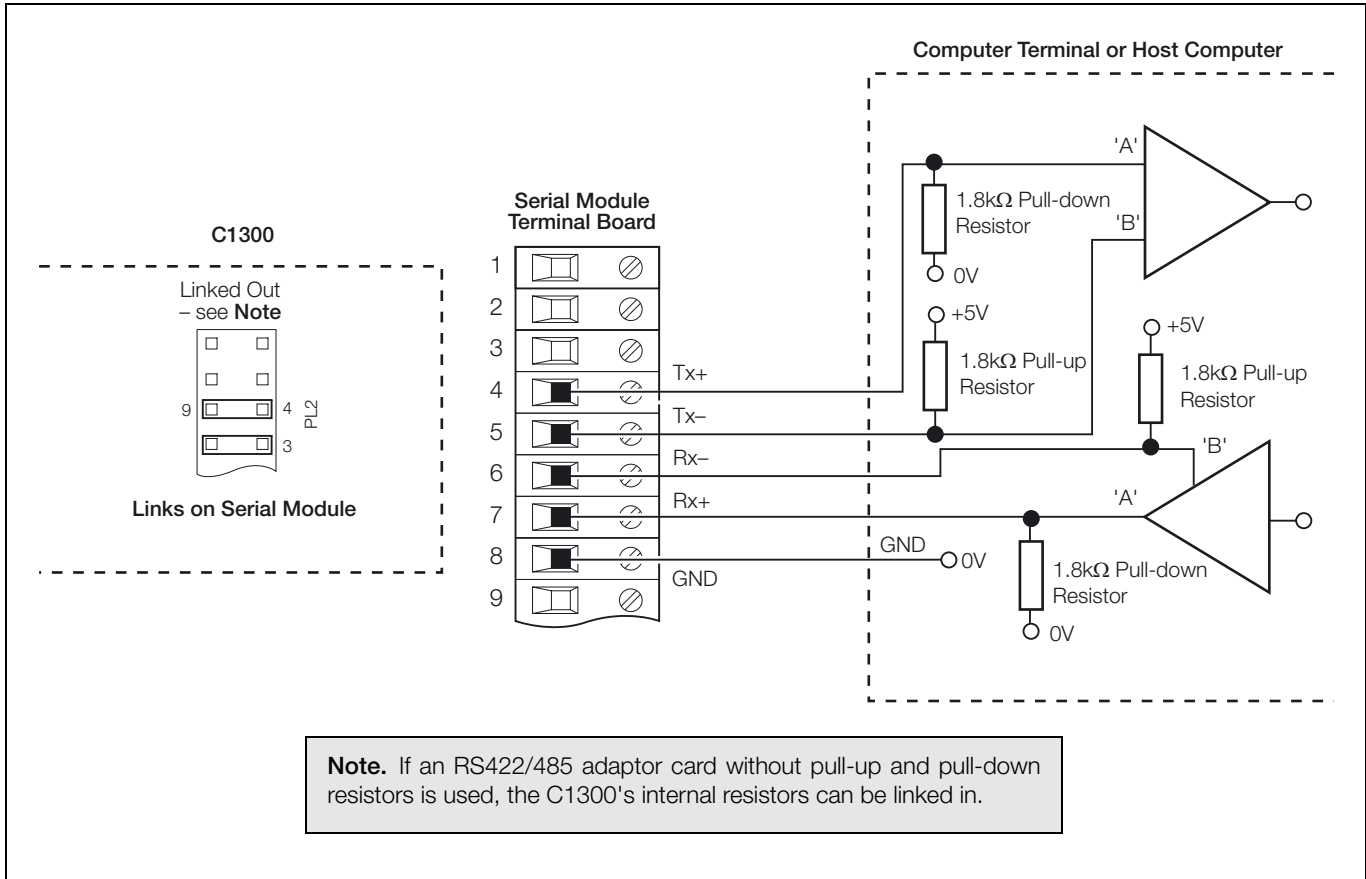 Computer Terminal or Host Computer
C1300
Linked Out
– see Note
9
4
3
PL2
Links on Serial Module
Serial Module
Terminal Board
1
2
3
4
5
6
7
8
9
Tx+
Tx–
Rx–
Rx+
GND
GND
0V
'A'
1.8kΩ Pull-down
Resistor
'B'
0V
+5V
1.8kΩ Pull-up
Resistor
+5V
1.8kΩ Pull-up
Resistor
'B'
'A'
1.8kΩ Pull-down
Resistor
0V
Note. If an RS422/485 adaptor card without pull-up and pull-down
resistors is used, the C1300's internal resistors can be linked in.